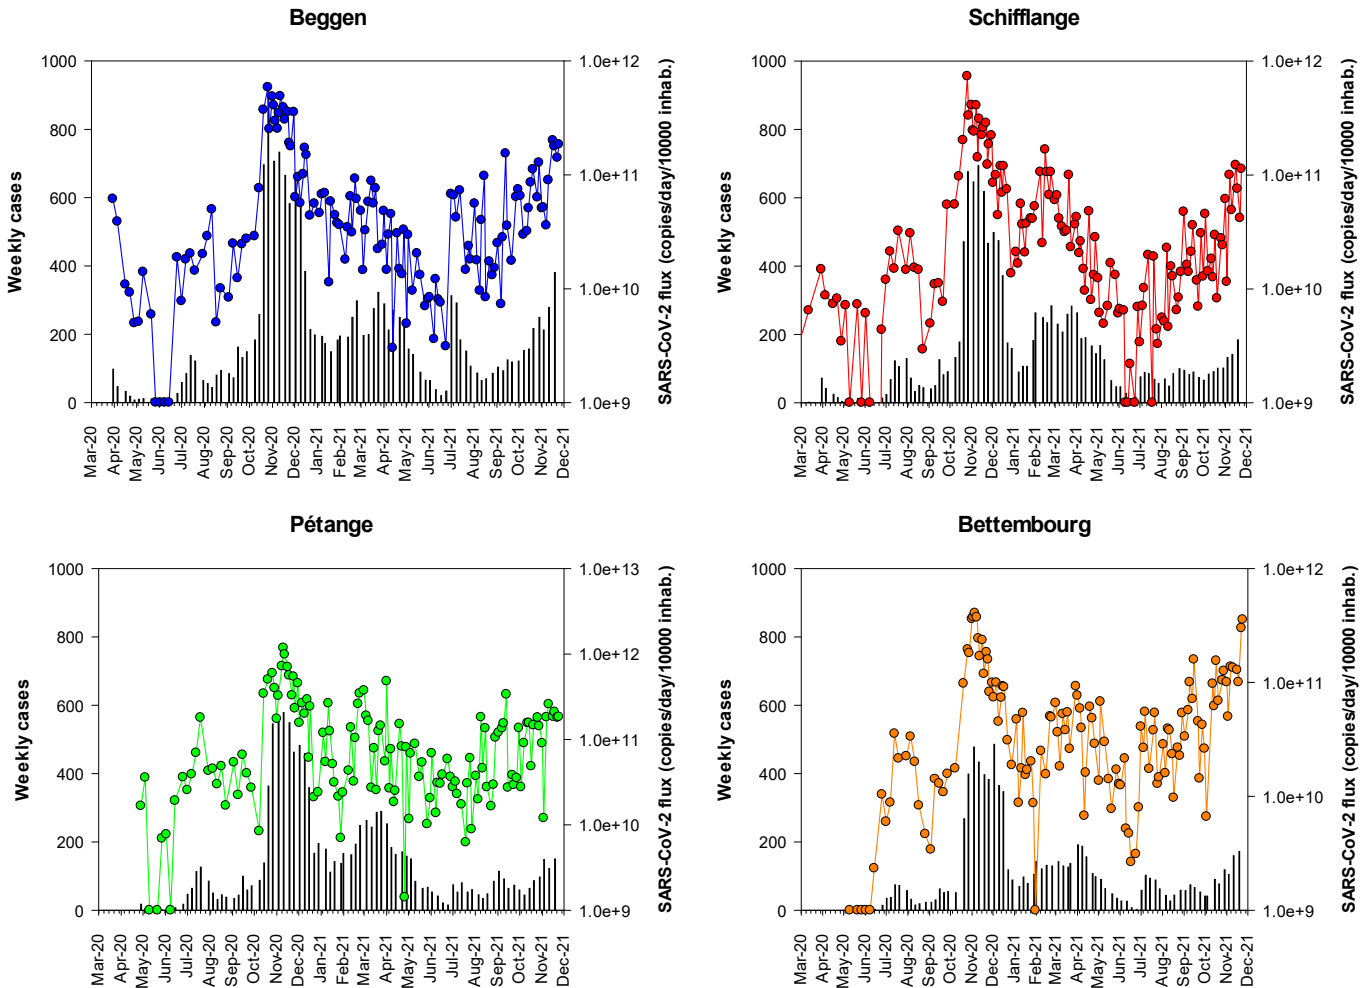 Beggen
Weekly cases
1000
800
600
400
200
0
1.0e+12
1.0e+11
1.0e+10
1.0e+9
SARS-CoV-2 flux (copies/day/10000 inhab.)
Mar-20
Apr-20
May-20
Jun-20
Jul-20
Aug-20
Sep-20
Oct-20
Nov-20
Dec-20
Jan-21
Feb-21
Mar-21
Apr-21
May-21
Jun-21
Jul-21
Aug-21
Sep-21
Oct-21
Nov-21
Dec-21
Schifflange
Weekly cases
1000
800
600
400
200
0
1.0e+12
1.0e+11
1.0e+10
1.0e+9
SARS-CoV-2 flux (copies/day/10000 inhab.)
Mar-20
Apr-20
May-20
Jun-20
Jul-20
Aug-20
Sep-20
Oct-20
Nov-20
Dec-20
Jan-21
Feb-21
Mar-21
Apr-21
May-21
Jun-21
Jul-21
Aug-21
Sep-21
Oct-21
Nov-21
Dec-21
Pétange
Weekly cases
1000
800
600
400
200
0
1.0e+13
1.0e+12
1.0e+11
1.0e+10
1.0e+9
SARS-CoV-2 flux (copies/day/10000 inhab.)
Mar-20
Apr-20
May-20
Jun-20
Jul-20
Aug-20
Sep-20
Oct-20
Nov-20
Dec-20
Jan-21
Feb-21
Mar-21
Apr-21
May-21
Jun-21
Jul-21
Aug-21
Sep-21
Oct-21
Nov-21
Dec-21
Bettembourg
Weekly cases
1000
800
600
400
200
0
1.0e+12
1.0e+11
1.0e+10
1.0e+9
SARS-CoV-2 flux (copies/day/10000 inhab.)
Mar-20
Apr-20
May-20
Jun-20
Jul-20
Aug-20
Sep-20
Oct-20
Nov-20
Dec-20
Jan-21
Feb-21
Mar-21
Apr-21
May-21
Jun-21
Jul-21
Aug-21
Sep-21
Oct-21
Nov-21
Dec-21